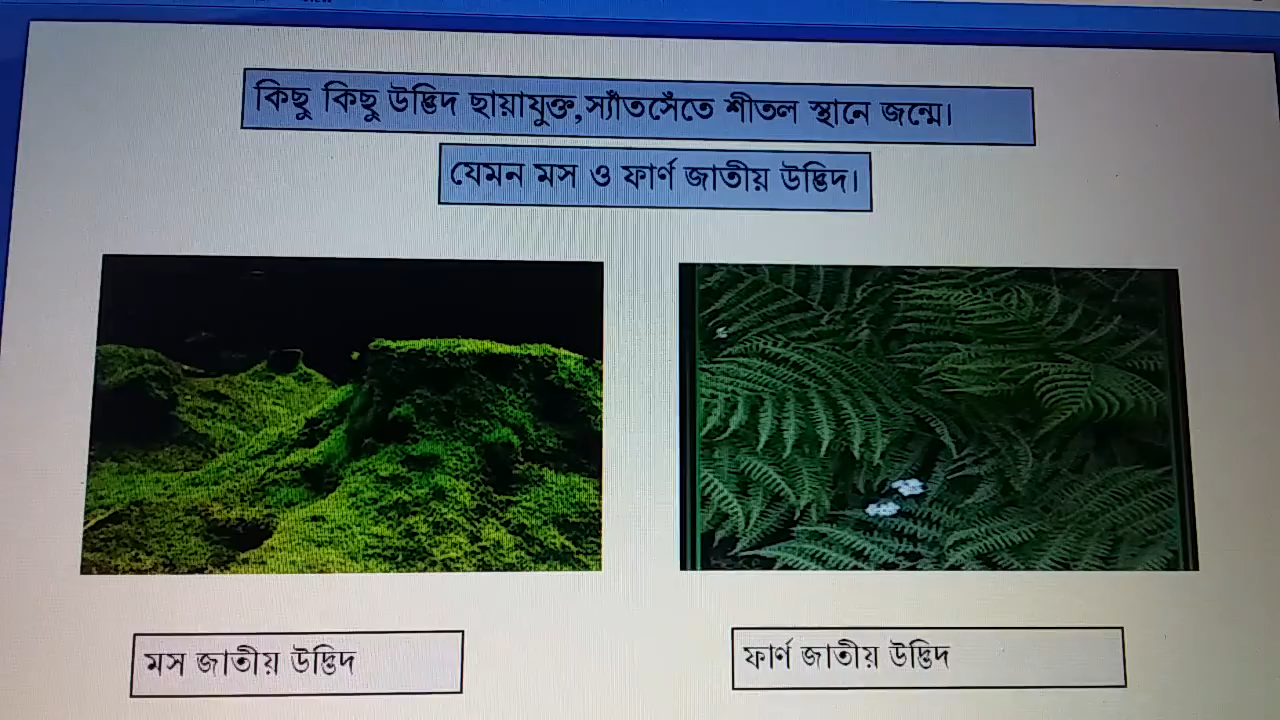 কিছু কিছু উদ্ভিদ ছায়াযুক্ত,স্যাঁতসেঁতে শীতল স্থানে জন্মে।
যেমন মস ও ফার্ণ জাতীয় উদ্ভিদ।
মস জাতীয় উদ্ভিদ
ফার্ণ জাতীয় উদ্ভিদ